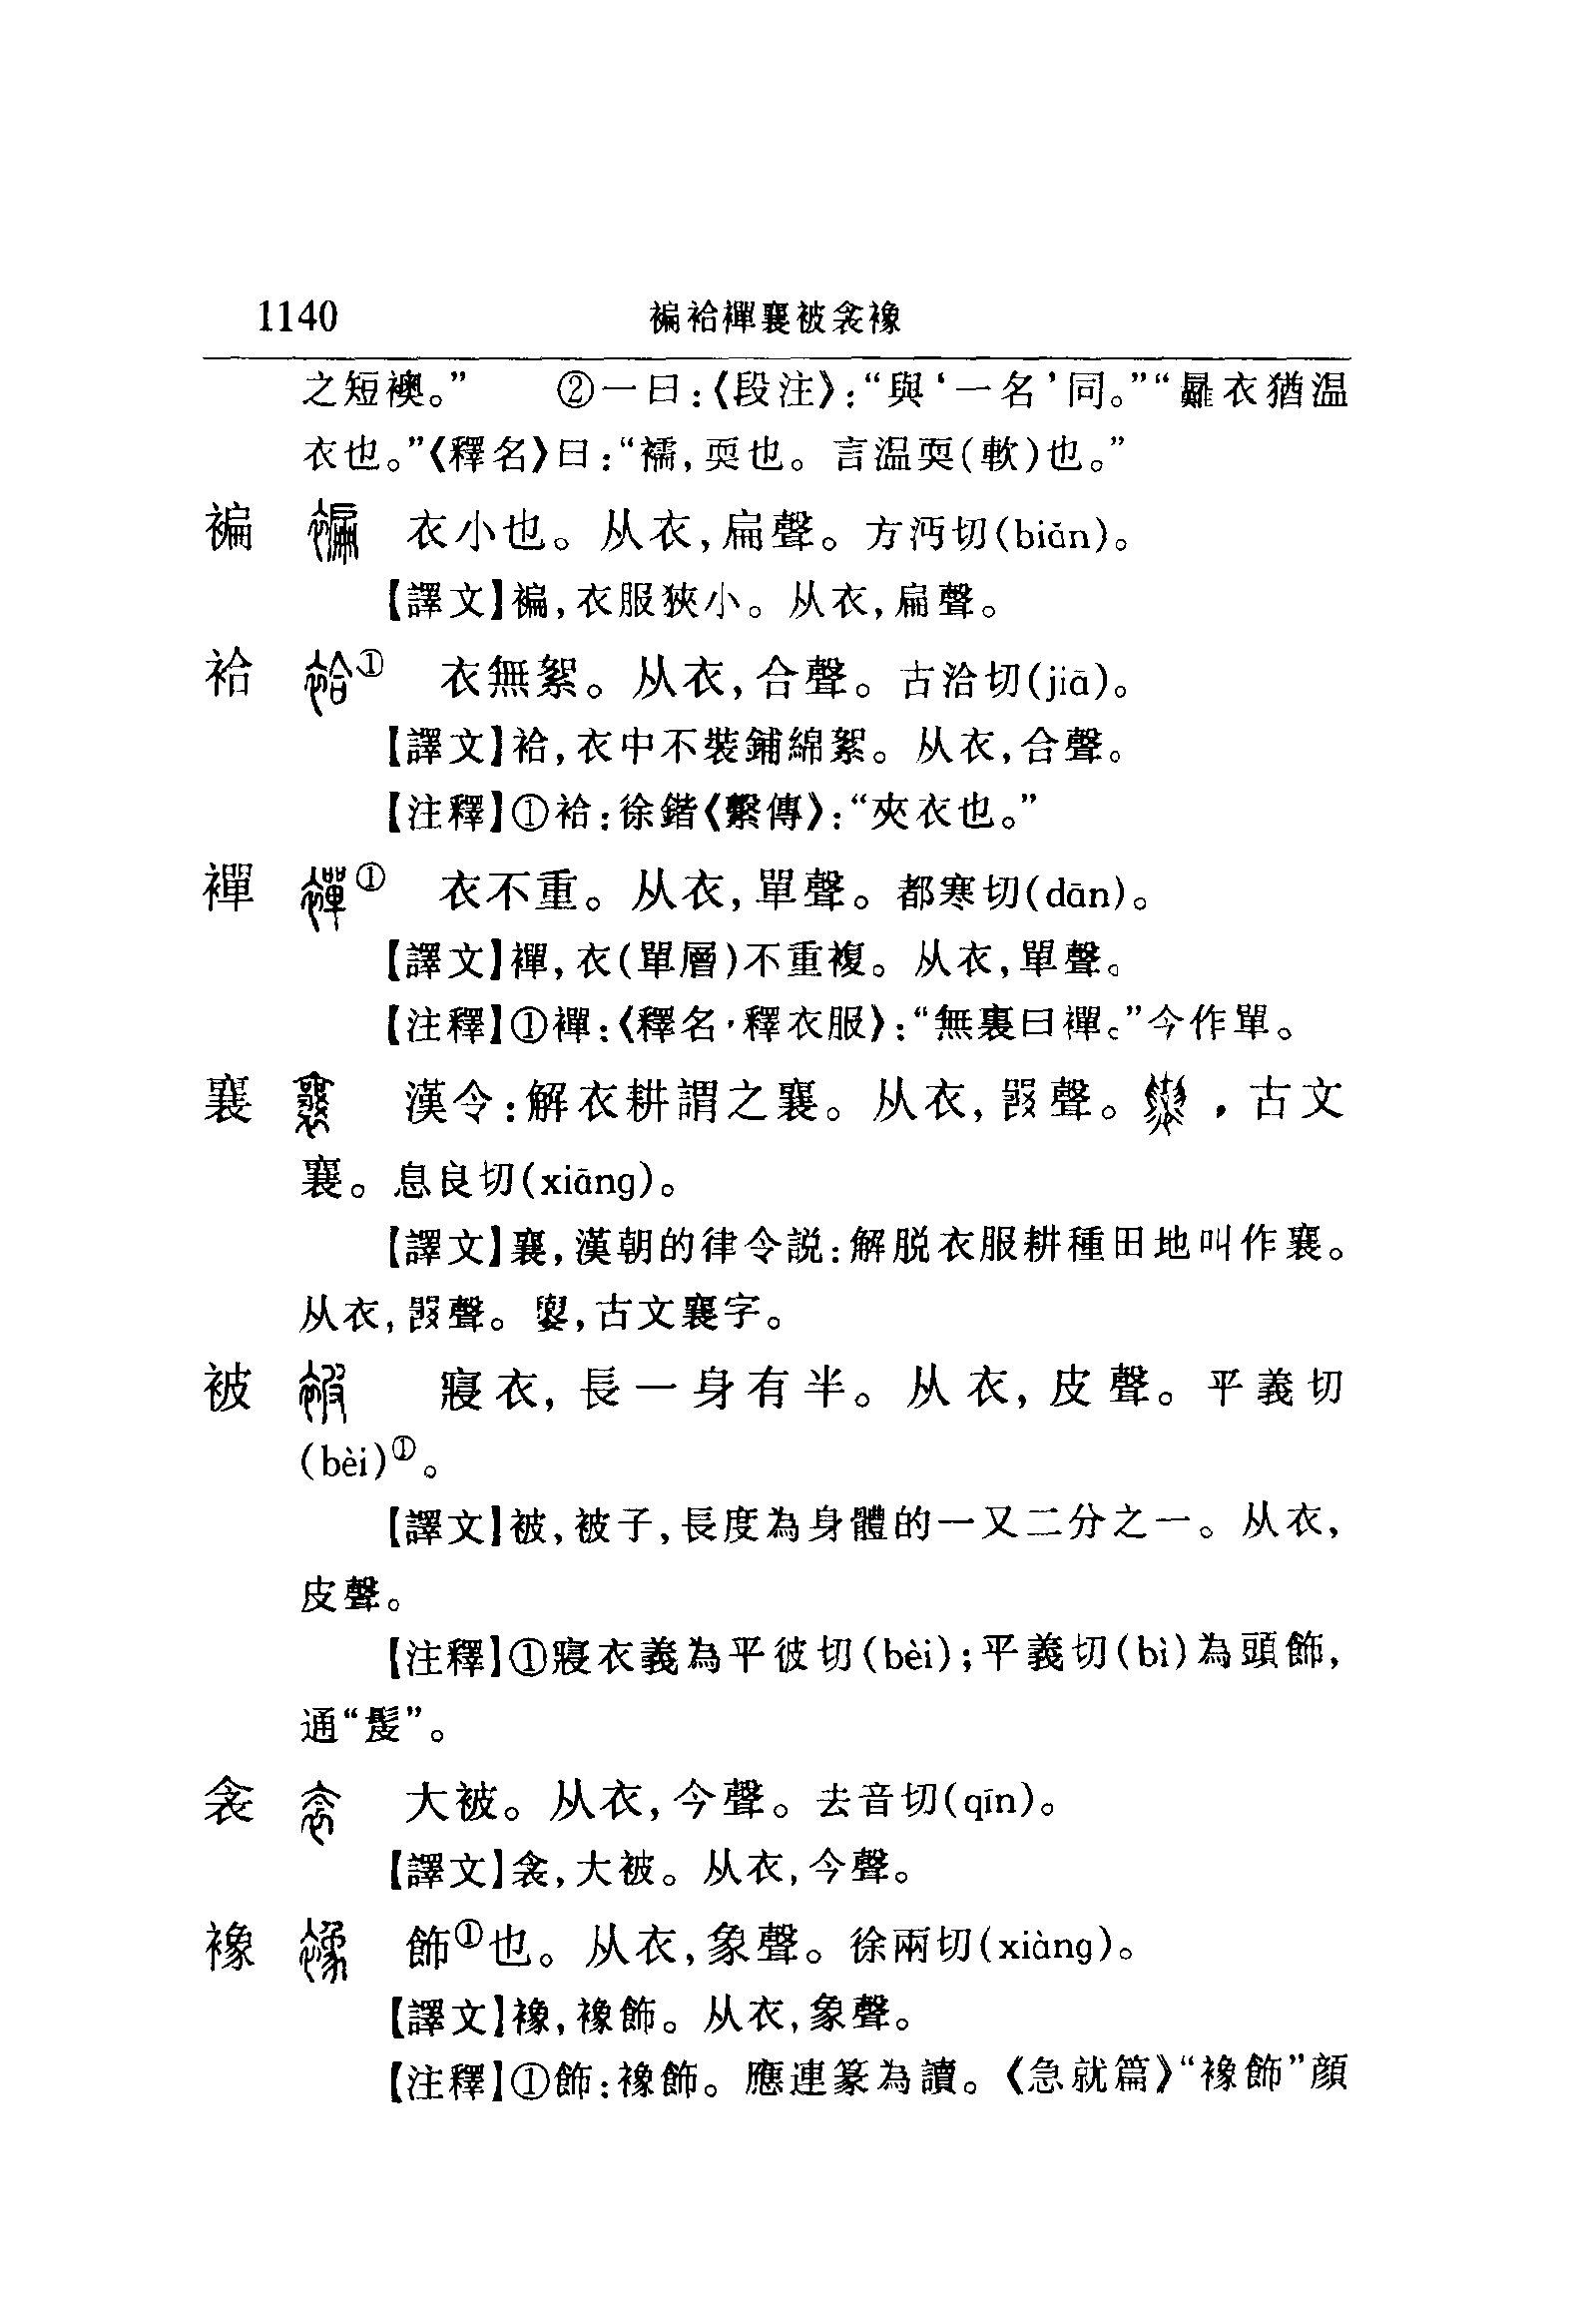 1140 褊袷襌襄被衾襐
之短襖。” ②一曰:《段注》:“與‘一名’同。”“㬮衣猶温
衣也。”《釋名》曰:“襦,耎也。言温耎(軟)也。”
褊 衣小也。从衣,扁聲。方沔切(biǎn)。
【譯文】褊,衣服狹小。从衣,扁聲。
袷 ① 衣無絮。从衣,合聲。古洽切(jiā)。
【譯文】袷,衣中不裝鋪綿絮。从衣,合聲。
【注釋】①袷:徐鍇《繫傳》:“夾衣也。”
襌 ① 衣不重。从衣,單聲。都寒切(dān)。
【譯文】襌,衣(單層)不重複。从衣,單聲。
【注釋】①襌:《釋名·釋衣服》:“無裏曰襌。”今作單。
襄 漢令:解衣耕謂之襄。从衣,𤕦聲。,古文
襄。息良切(xiāng)。
【譯文】襄,漢朝的律令説:解脱衣服耕種田地叫作襄。
从衣,𤕦聲。,古文襄字。
被 寢衣,長一身有半。从衣,皮聲。平義切
(bèi)①。
【譯文】被,被子,長度為身體的一又二分之一。从衣,
皮聲。
【注釋】①寢衣義為平彼切(bèi);平義切(bì)為頭飾,
通“髲”。
衾 大被。从衣,今聲。去音切(qīn)。
【譯文】衾,大被。从衣,今聲。
襐 飾①也。从衣,象聲。徐兩切(xiàng)。
【譯文】襐,襐飾。从衣,象聲。
【注釋】①飾:襐飾。應連篆為讀。《急就篇》“襐飾”顔